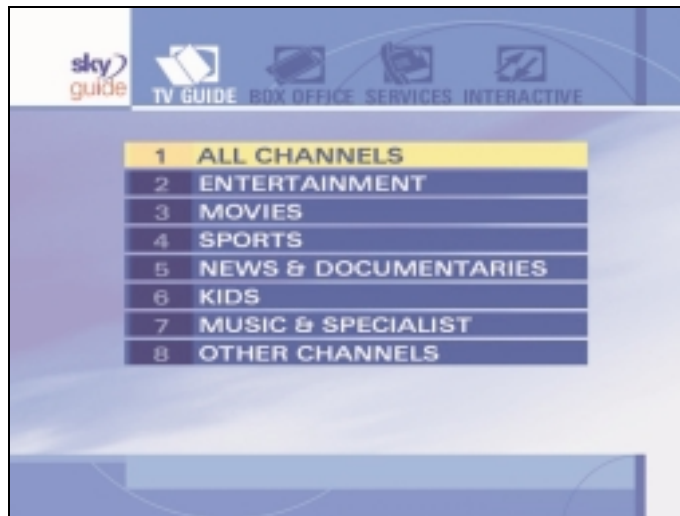 sky
guide
TV GUIDE BOX OFFICE SERVICES INTERACTIVE
1 ALL CHANNELS
2 ENTERTAINMENT
3 MOVIES
4 SPORTS
5 NEWS & DOCUMENTARIES
6 KIDS
7 MUSIC & SPECIALIST
8 OTHER CHANNELS